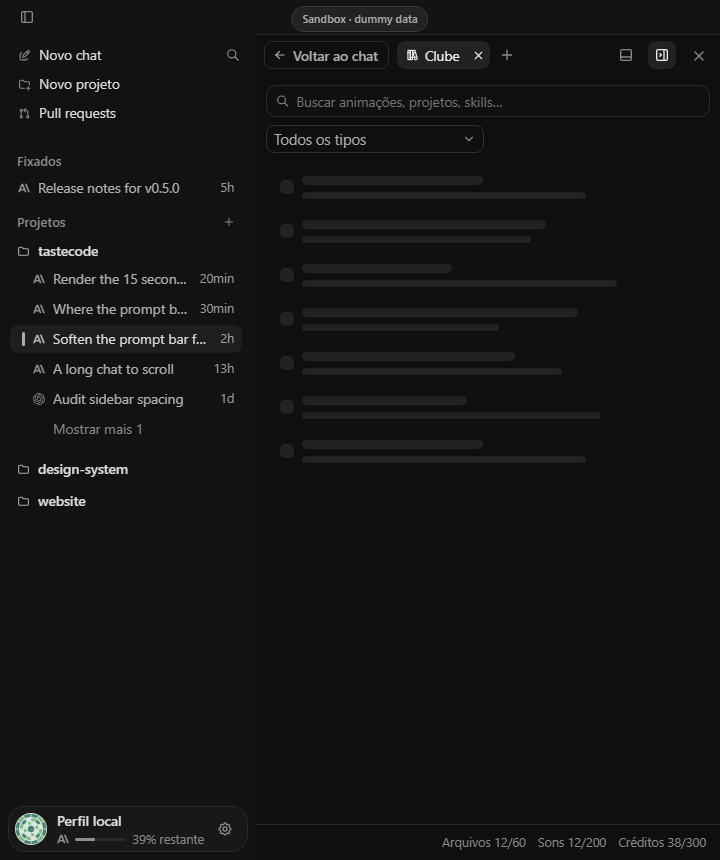 Sandbox · dummy data
Novo chat
Novo projeto
Pull requests
Fixados
Release notes for v0.5.0 5h
Projetos
tastecode
Render the 15 secon... 20min
Where the prompt b... 30min
Soften the prompt bar f... 2h
A long chat to scroll 13h
Audit sidebar spacing 1d
Mostrar mais 1
design-system
website
Perfil local
39% restante
Voltar ao chat
Clube
Buscar animações, projetos, skills...
Todos os tipos
Arquivos 12/60 Sons 12/200 Créditos 38/300